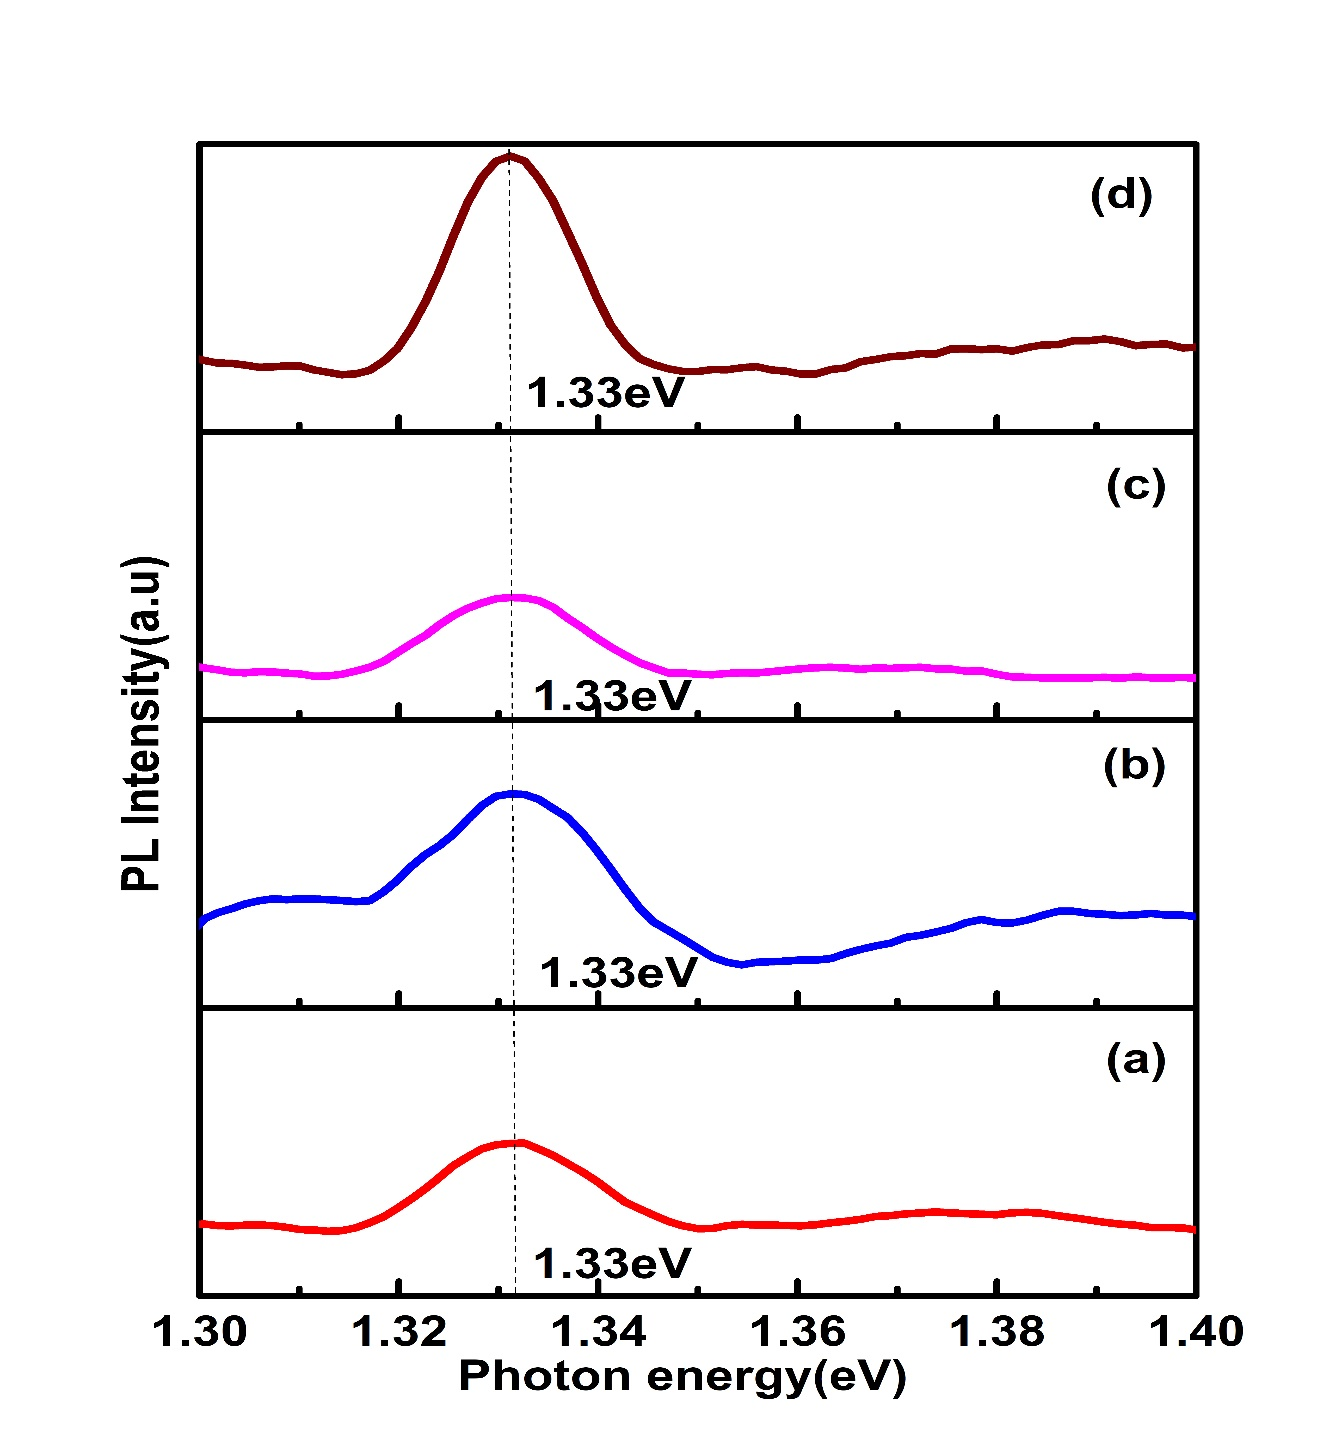 (d)
1.33eV
(c)
1.33eV
(b)
1.33eV
(a)
1.33eV
PL Intensity(a.u)
1.30 1.32 1.34 1.36 1.38 1.40
Photon energy(eV)